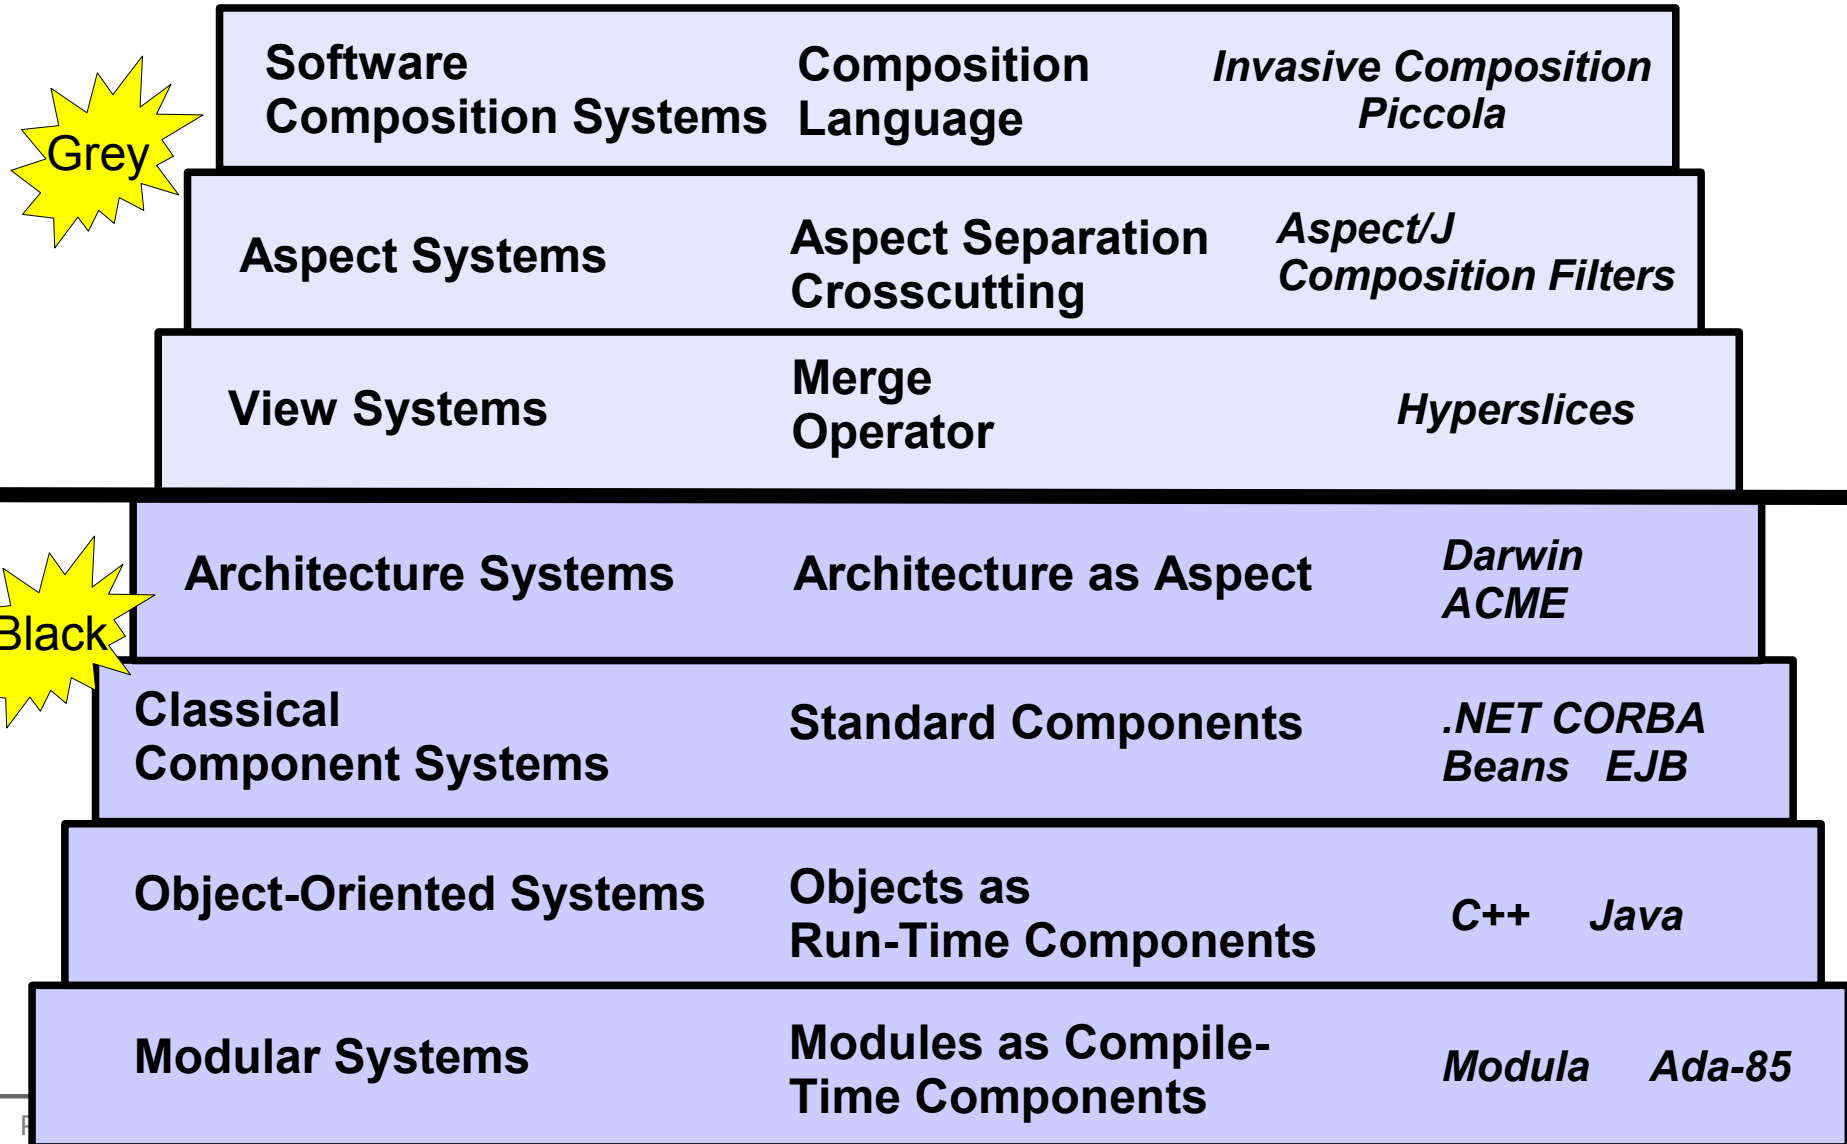 Software
Composition Systems
Composition
Language
Invasive Composition
Piccola
Grey
Aspect Systems
Aspect Separation
Crosscutting
Aspect/J
Composition Filters
View Systems
Merge
Operator
Hyperslices
Architecture Systems
Architecture as Aspect
Darwin
ACME
Black
Classical
Component Systems
Standard Components
.NET CORBA
Beans EJB
Object-Oriented Systems
Objects as
Run-Time Components
C++ Java
Modular Systems
Modules as Compile-
Time Components
Modula Ada-85